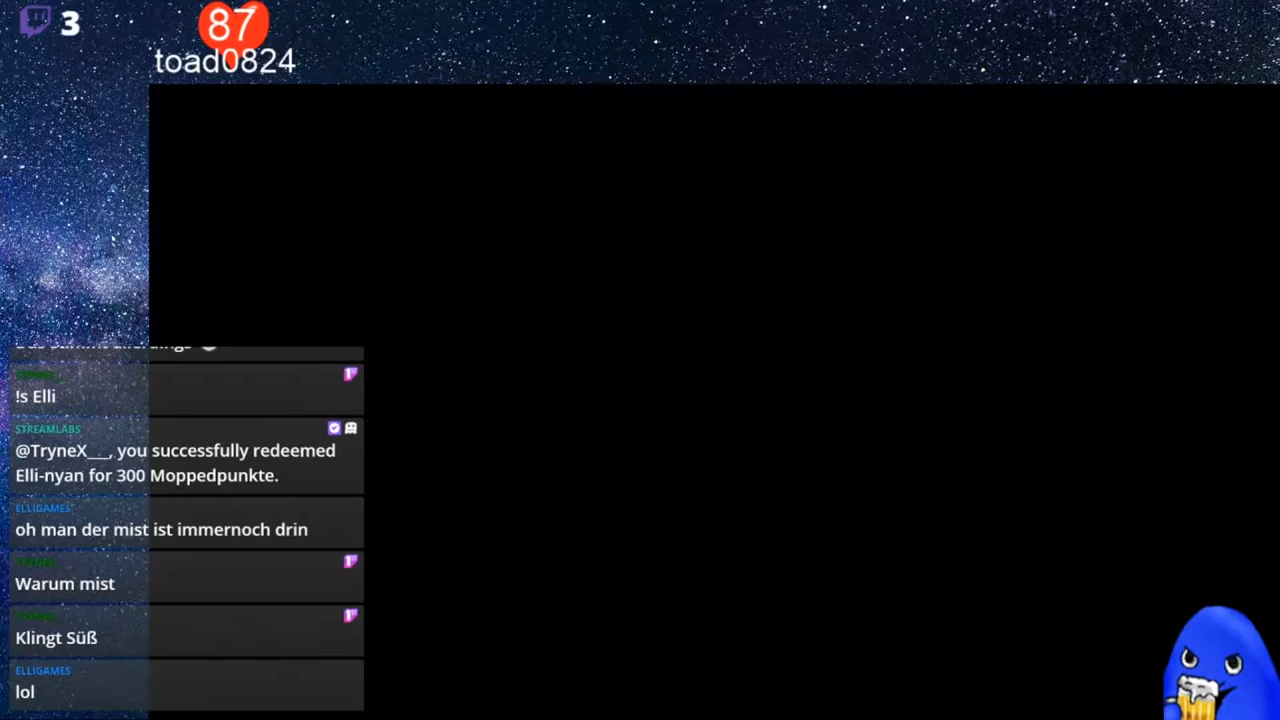 3
87
toad0824
!s Elli
STREAMLABS
@TryneX___, you successfully redeemed
Elli-nyan for 300 Moppedpunkte.
ELLIGAMES
oh man der mist ist immernoch drin
Warum mist
Klingt Süß
ELLIGAMES
lol